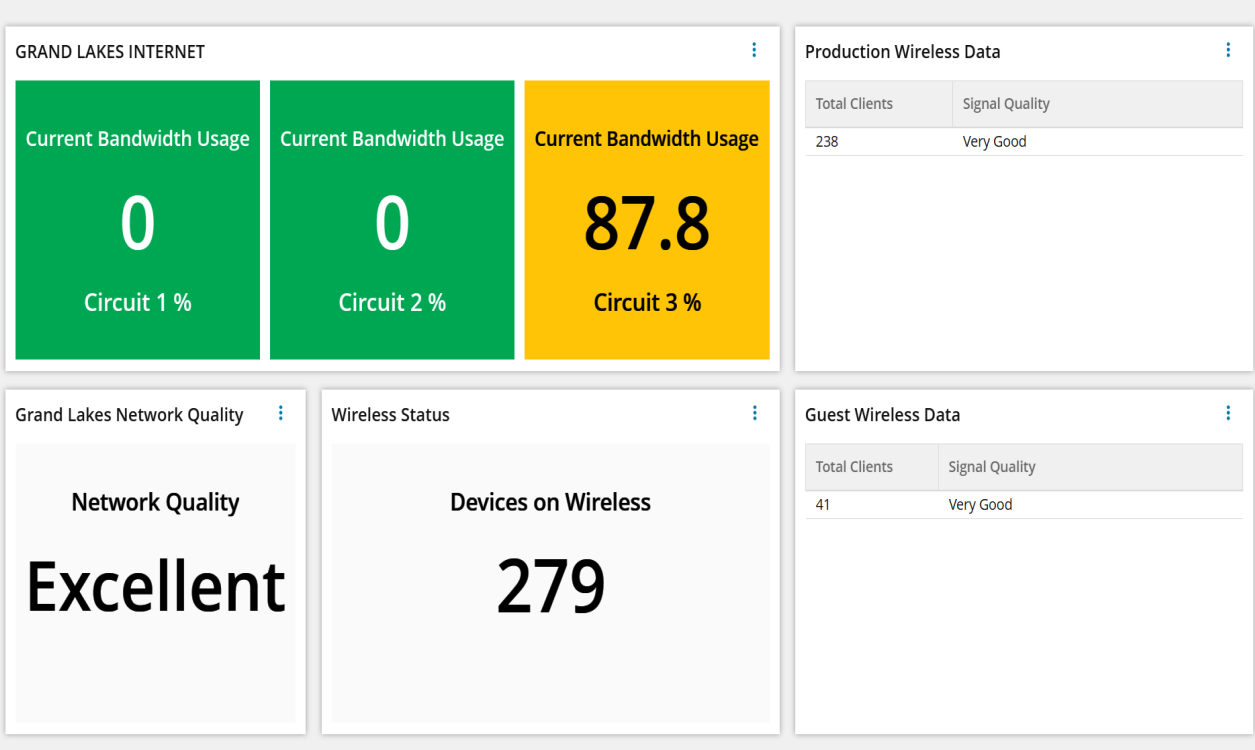 GRAND LAKES INTERNET
Current Bandwidth Usage
0
Circuit 1 %
Current Bandwidth Usage
0
Circuit 2 %
Current Bandwidth Usage
87.8
Circuit 3 %
Production Wireless Data
Total Clients Signal Quality
238 Very Good
Grand Lakes Network Quality
Network Quality
Excellent
Wireless Status
Devices on Wireless
279
Guest Wireless Data
Total Clients Signal Quality
41 Very Good